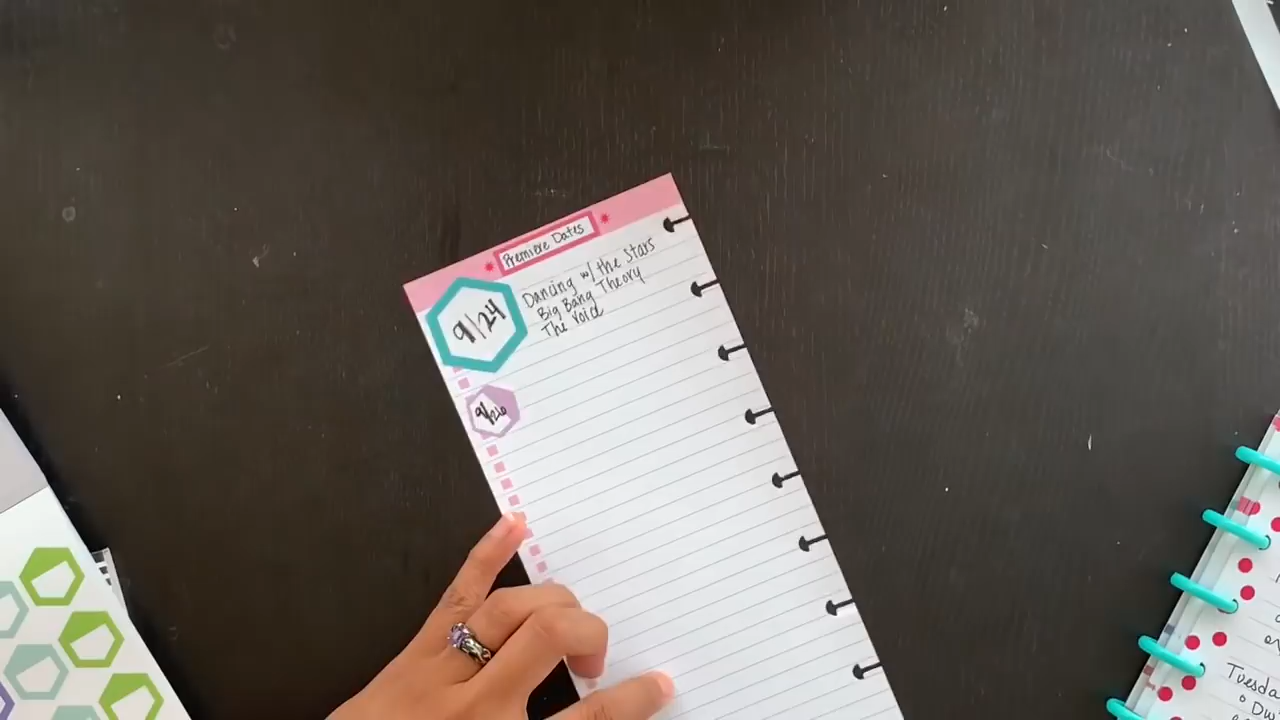 Premiere Dates
9/24
Dancing w/ the Stars
Big Bang Theory
The Voice
9/26
Tuesda